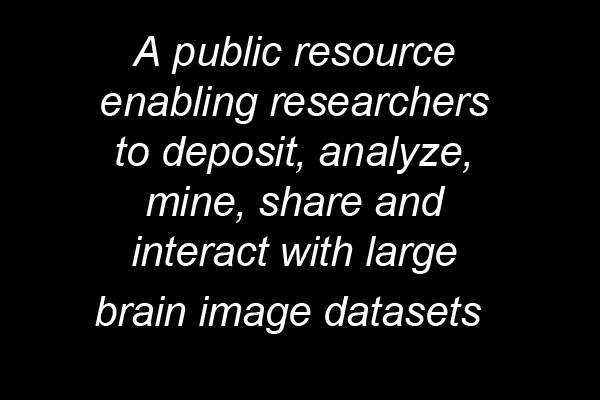 A public resource
enabling researchers
to deposit, analyze,
mine, share and
interact with large
brain image datasets